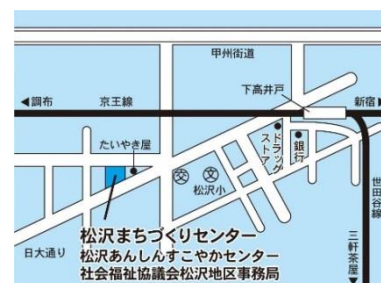 甲州街道
下高井戸
◀調布
京王線
新宿▶
たいやき屋
ドラッグ
ストア
銀行
交
文
松沢小
世田谷線
松沢まちづくりセンター
松沢あんしんすこやかセンター
社会福祉協議会松沢地区事務局
日大通り
三軒茶屋▼